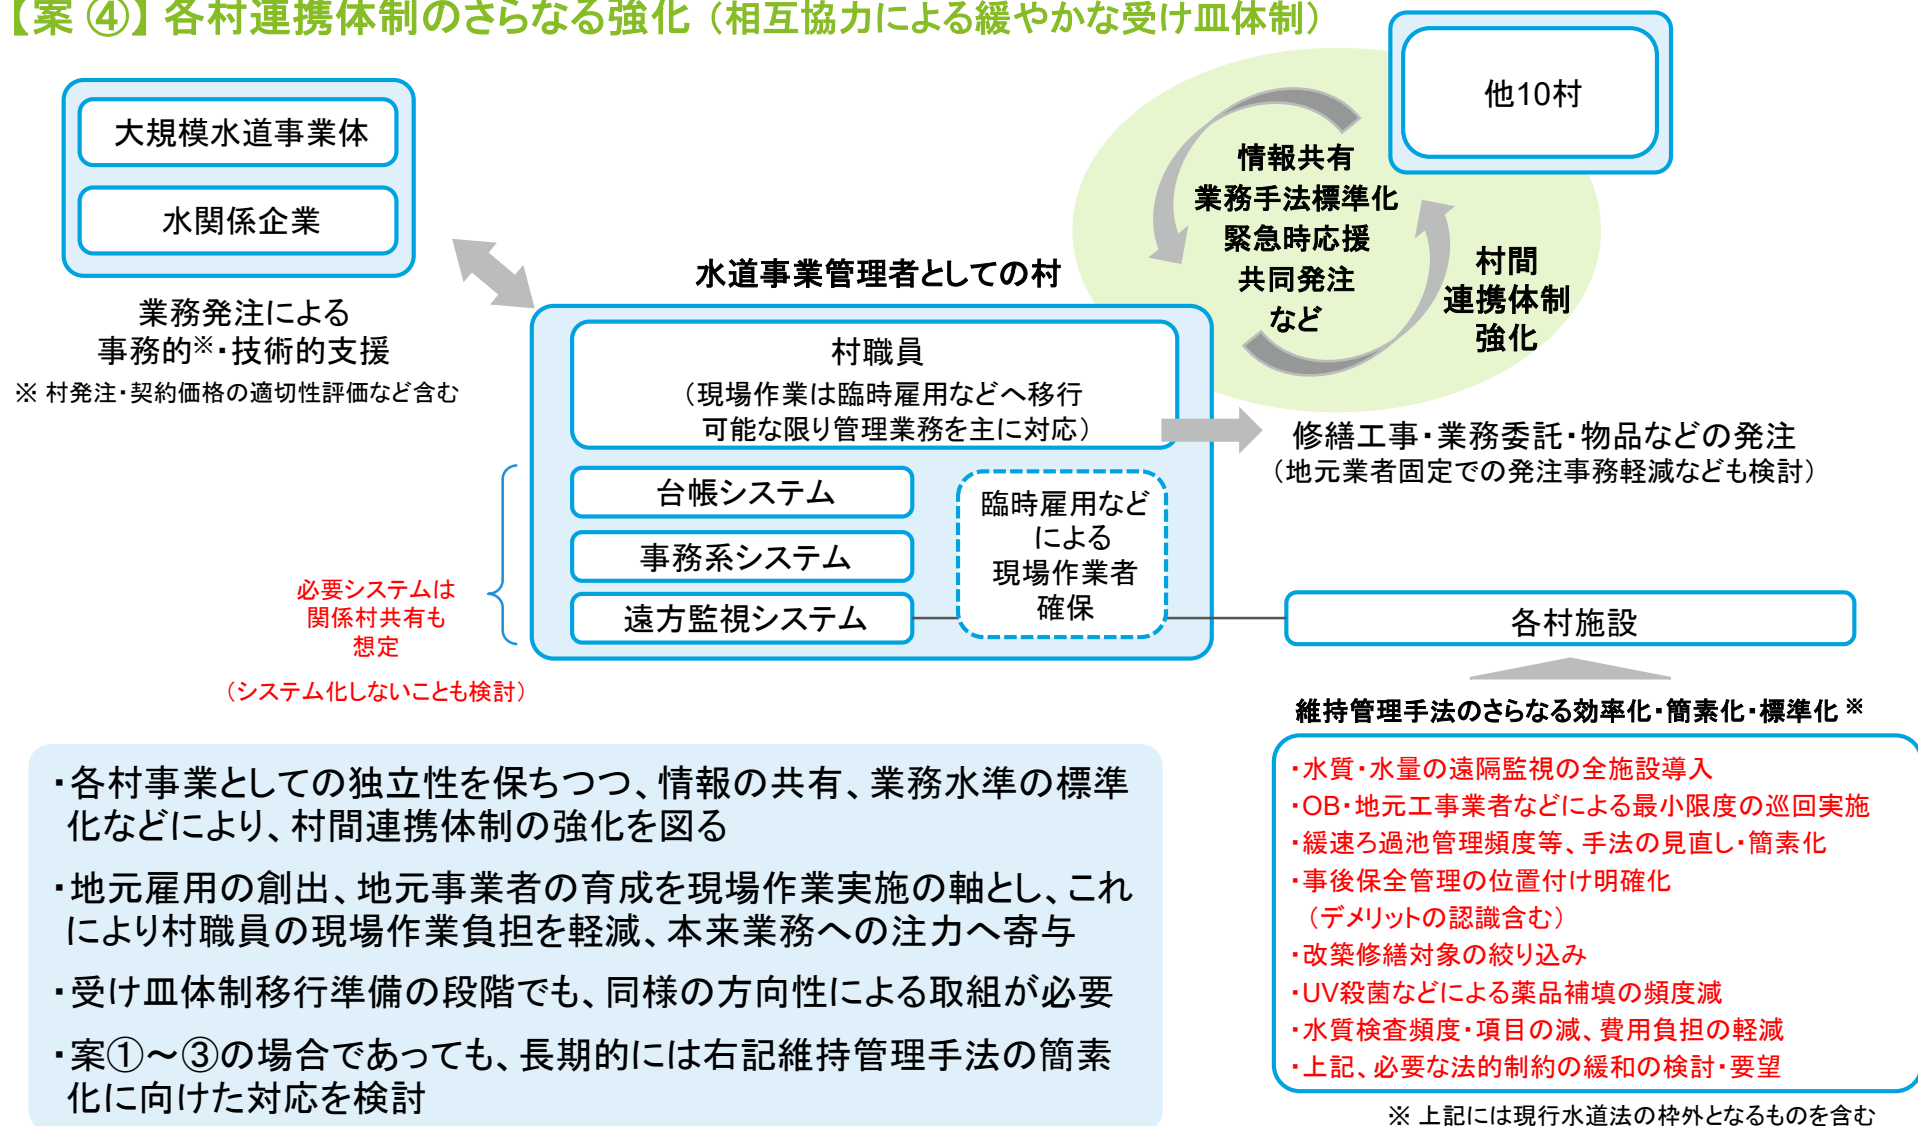 【案 ④】 各村連携体制のさらなる強化（相互協力による緩やかな受け皿体制）
大規模水道事業体
水関係企業
業務発注による
事務的※・技術的支援
※ 村発注・契約価格の適切性評価など含む
他10村
情報共有
業務手法標準化
緊急時応援
共同発注
など
村間
連携体制
強化
水道事業管理者としての村
村職員
（現場作業は臨時雇用などへ移行
可能な限り管理業務を主に対応）
修繕工事・業務委託・物品などの発注
（地元業者固定での発注事務軽減なども検討）
台帳システム
事務系システム
遠方監視システム
臨時雇用など
による
現場作業者
確保
必要システムは
関係村共有も
想定
（システム化しないことも検討）
各村施設
維持管理手法のさらなる効率化・簡素化・標準化 ※
・水質・水量の遠隔監視の全施設導入
・OB・地元工事業者などによる最小限度の巡回実施
・緩速ろ過池管理頻度等、手法の見直し・簡素化
・事後保全管理の位置付け明確化
（デメリットの認識含む）
・改築修繕対象の絞り込み
・UV殺菌などによる薬品補填の頻度減
・水質検査頻度・項目の減、費用負担の軽減
・上記、必要な法的制約の緩和の検討・要望
※ 上記には現行水道法の枠外となるものを含む
・各村事業としての独立性を保ちつつ、情報の共有、業務水準の標準
化などにより、村間連携体制の強化を図る
・地元雇用の創出、地元事業者の育成を現場作業実施の軸とし、これ
により村職員の現場作業負担を軽減、本来業務への注力へ寄与
・受け皿体制移行準備の段階でも、同様の方向性による取組が必要
・案①～③の場合であっても、長期的には右記維持管理手法の簡素
化に向けた対応を検討